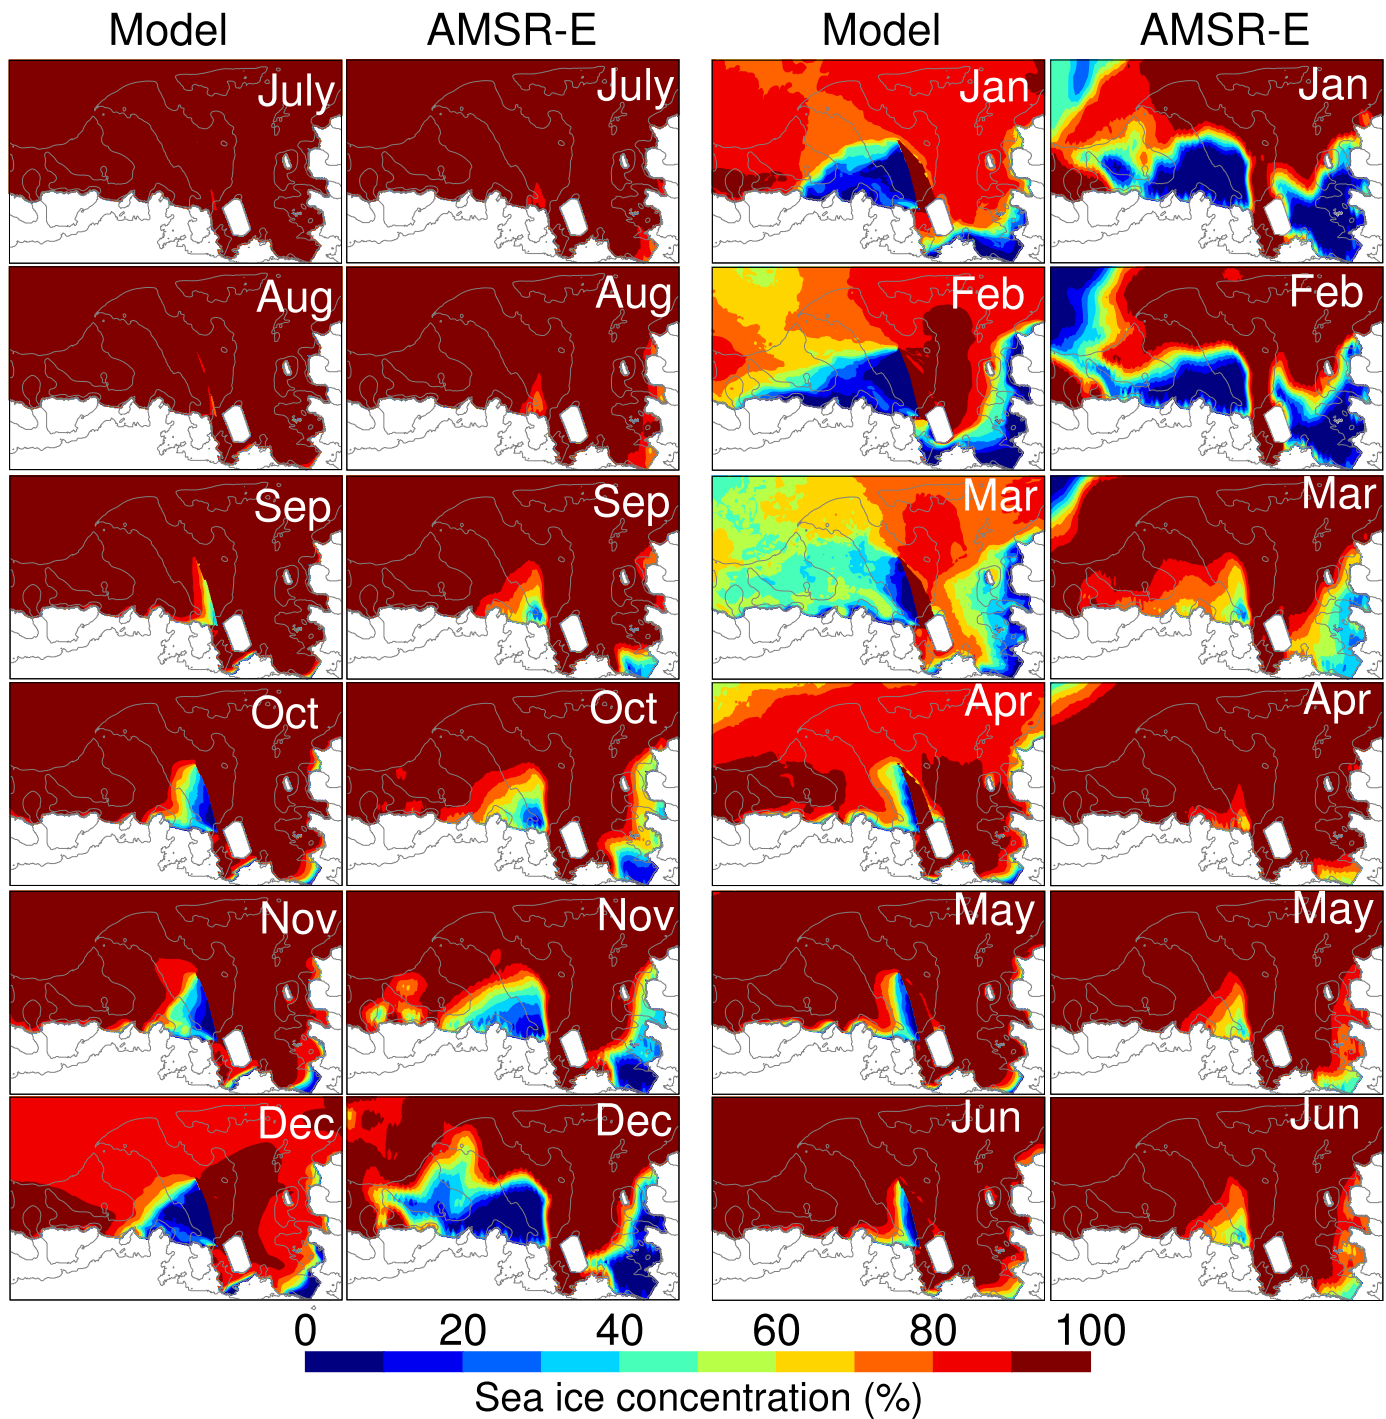 Model AMSR-E Model AMSR-E
July July Jan Jan
Aug Aug Feb Feb
Sep Sep Mar Mar
Oct Oct Apr Apr
Nov Nov May May
Dec Dec Jun Jun
0 20 40 60 80 100
Sea ice concentration (%)